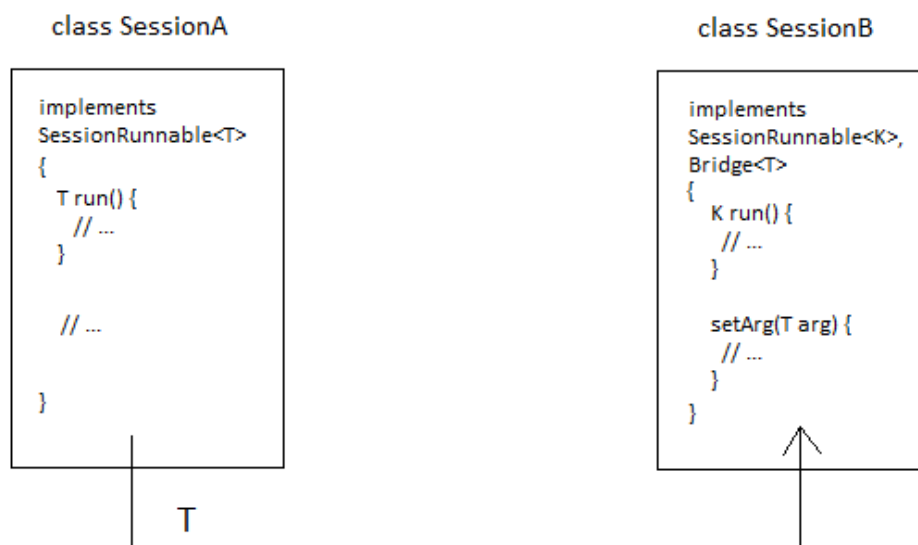 class SessionA
implements
SessionRunnable<T>
{
T run() {
// ...
}
// ...
}
T
class SessionB
implements
SessionRunnable<K>,
Bridge<T>
{
K run() {
// ...
}
setArg(T arg) {
// ...
}
}